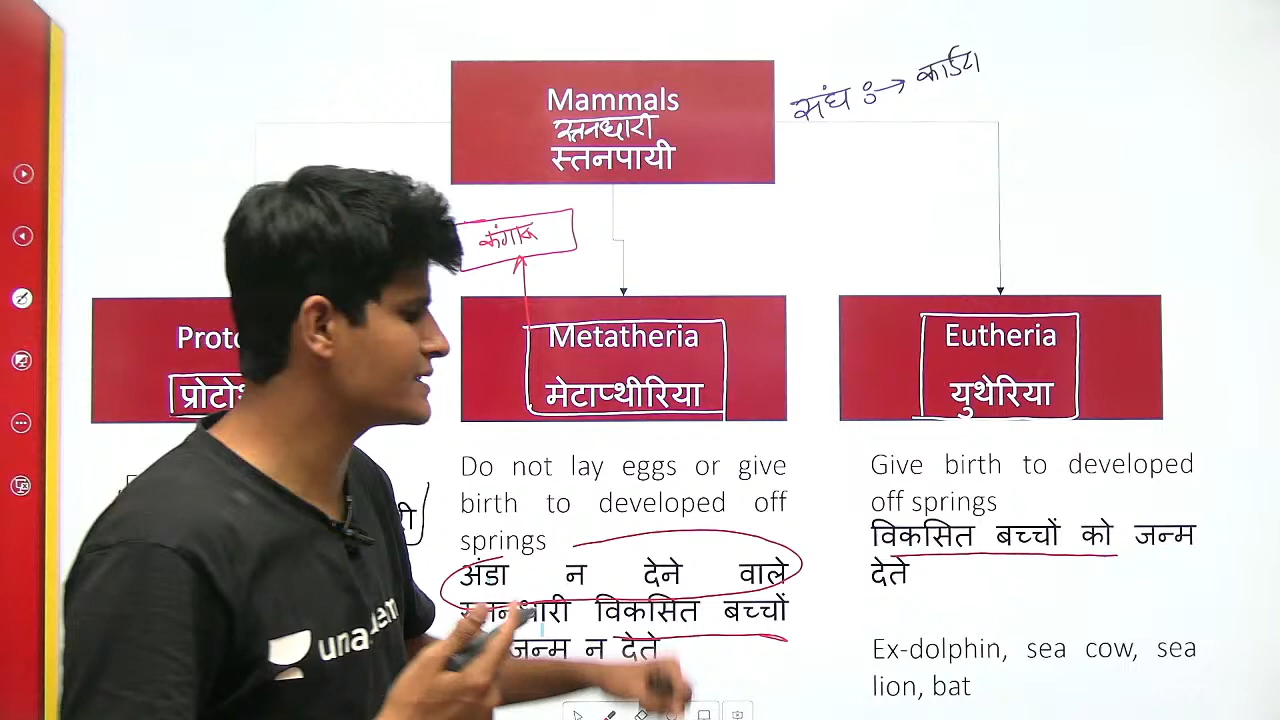 Mammals
स्तनधारी
स्तनपायी
संघ :→ कार्डेटा
कंगारू
Proto
प्रोटो
Metatheria
मेटाप्थीरिया
Eutheria
युथेरिया
Do not lay eggs or give
birth to developed off
springs
अंडा न देने वाले
स्तनधारी विकसित बच्चों
जन्म न देते
Give birth to developed
off springs
विकसित बच्चों को जन्म
देते
Ex-dolphin, sea cow, sea
lion, bat